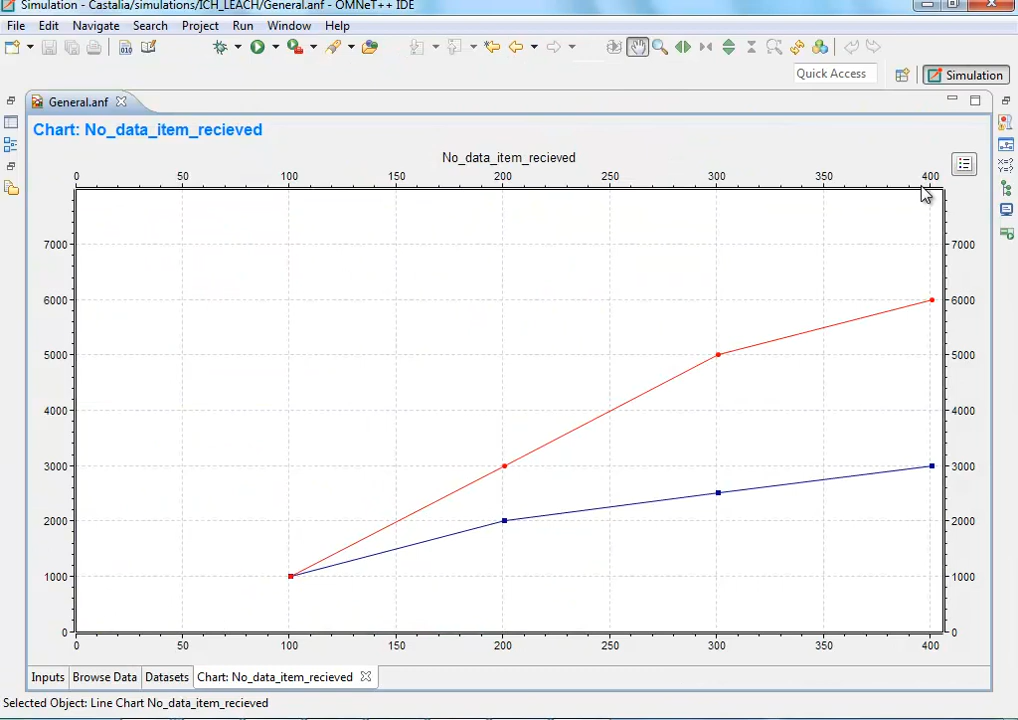 Simulation - Castalia/simulations/ICH_LEACH/General.anf - OMNeT++ IDE
File Edit Navigate Search Project Run Window Help
010
Quick Access
Simulation
General.anf
Chart: No_data_item_recieved
No_data_item_recieved
0 50 100 150 200 250 300 350 400
X=?
Y=?
7000 7000
6000 6000
5000 5000
4000 4000
3000 3000
2000 2000
1000 1000
0 0
0 50 100 150 200 250 300 350 400
Inputs Browse Data Datasets Chart: No_data_item_recieved
Selected Object: Line Chart No_data_item_recieved